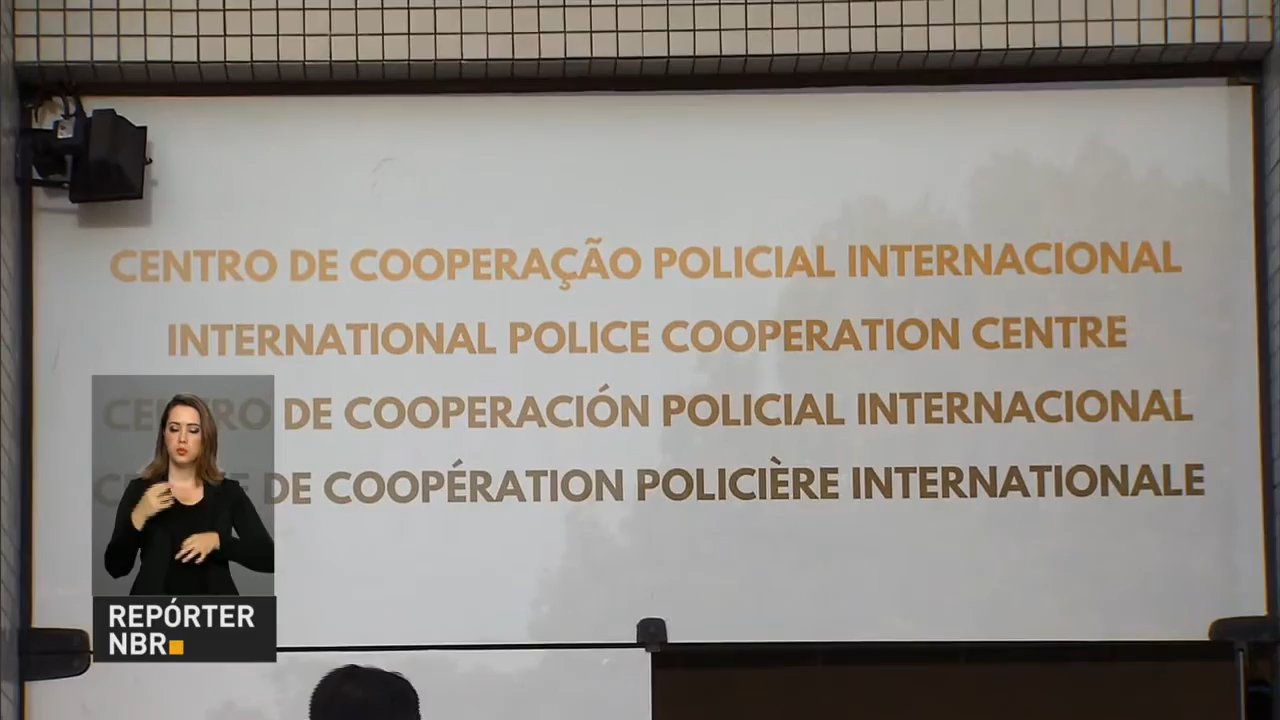 CENTRO DE COOPERAÇÃO POLICIAL INTERNACIONAL
INTERNATIONAL POLICE COOPERATION CENTRE
CENTRO DE COOPERACIÓN POLICIAL INTERNACIONAL
DE COOPÉRATION POLICIÈRE INTERNATIONALE
REPÓRTER
NBR